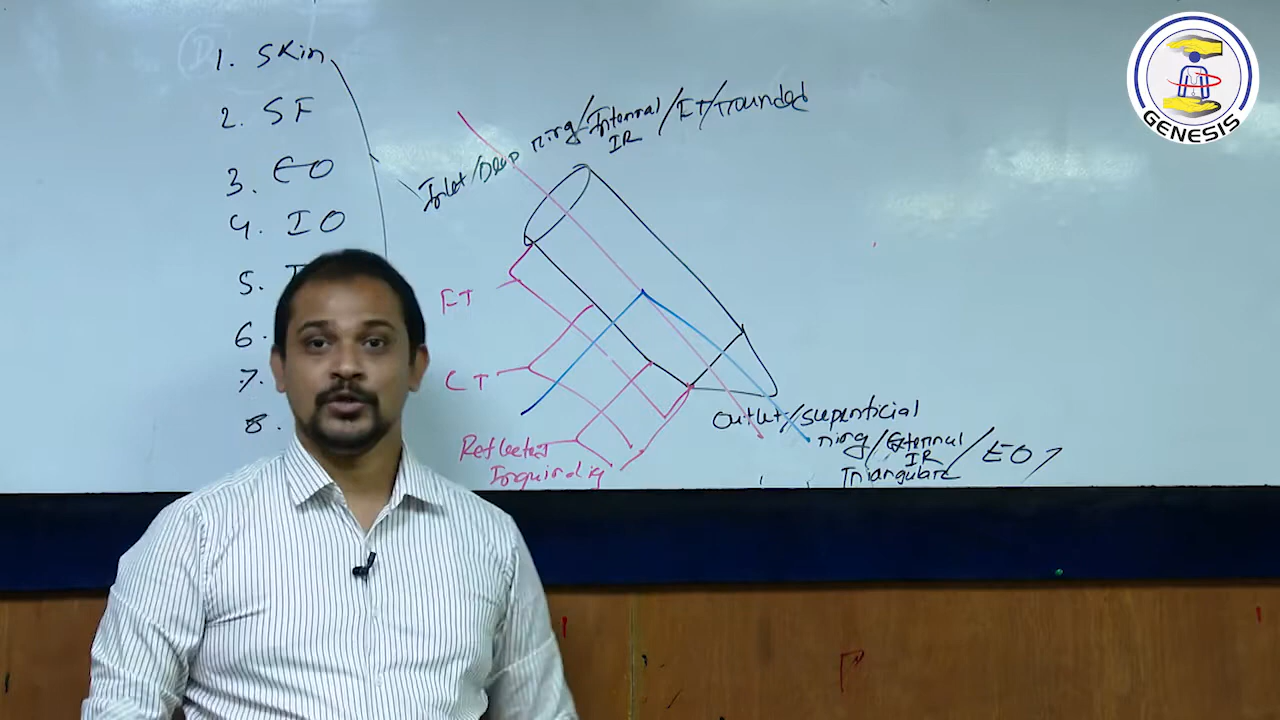 1. Skin
2. SF
3. EO
4. IO
5. T
6.
7.
8.
Inlet/Deep ring/Internal IR/FT/rounded
FT
CT
Reflected
Inguinal lig
Outlet/superficial
ring/External IR/EO
Triangular
GENESIS